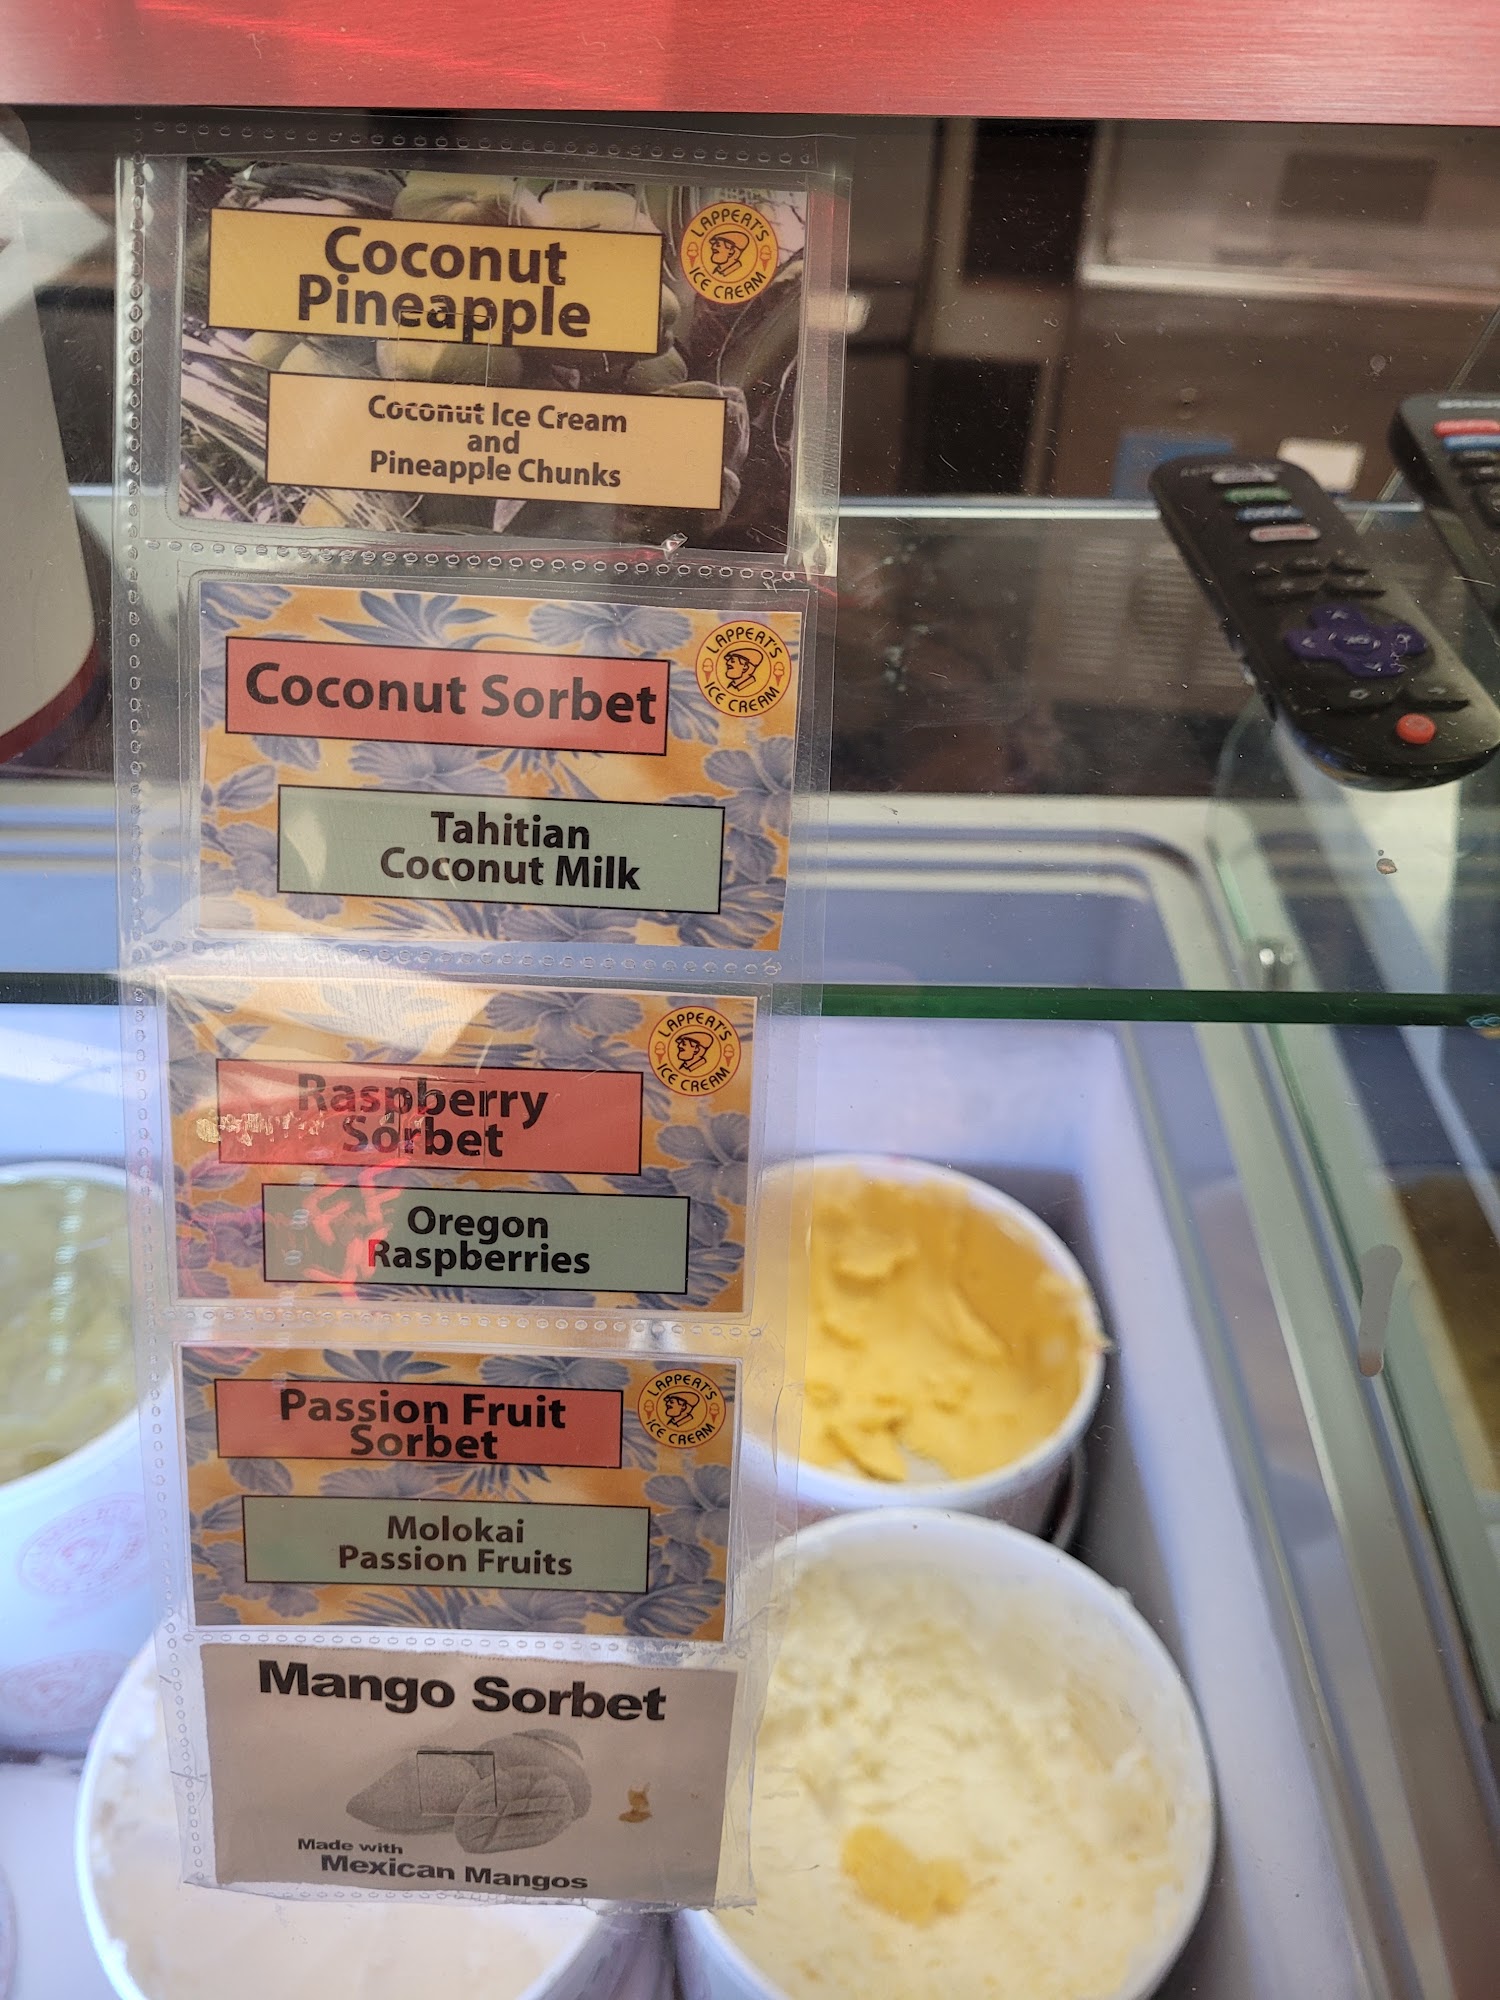 Coconut
Pineapple
LAPPERT'S
ICE CREAM
Coconut Ice Cream
and
Pineapple Chunks
Coconut Sorbet
LAPPERT'S
ICE CREAM
Tahitian
Coconut Milk
Raspberry
Sorbet
LAPPERT'S
ICE CREAM
Oregon
Raspberries
Passion Fruit
Sorbet
LAPPERT'S
ICE CREAM
Molokai
Passion Fruits
Mango Sorbet
Made with
Mexican Mangos